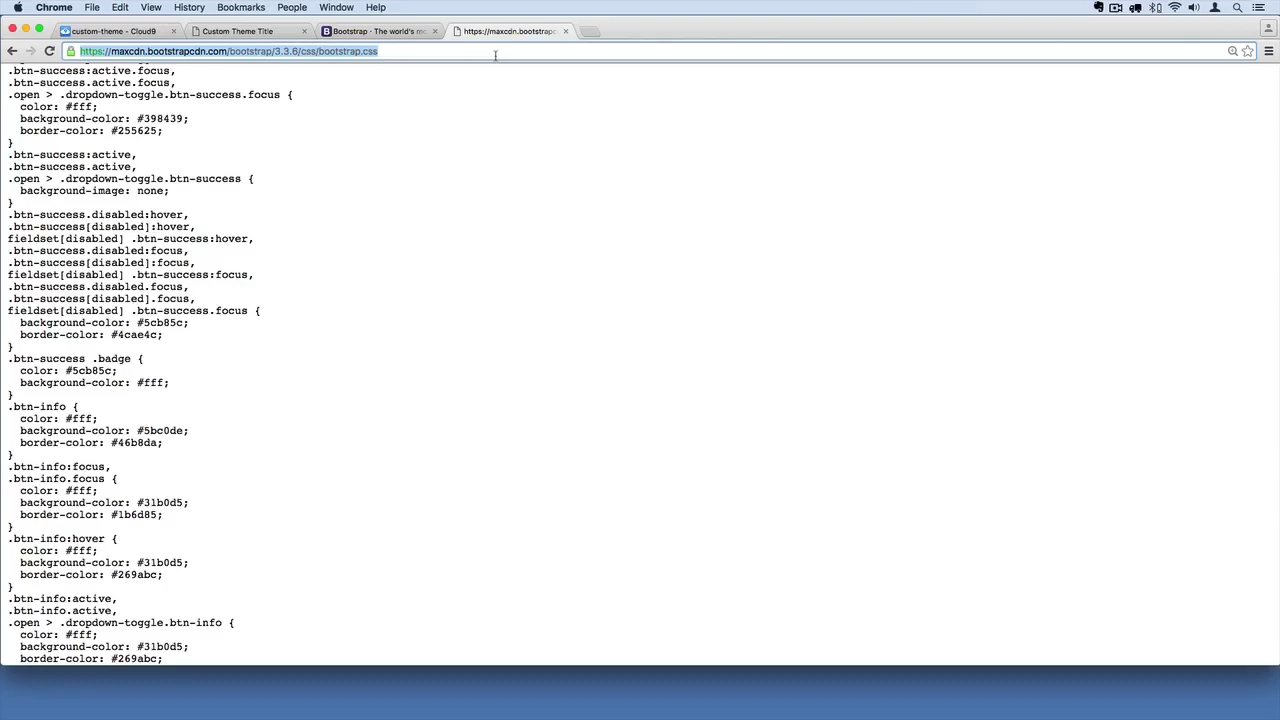 Chrome File Edit View History Bookmarks People Window Help
custom-theme - Cloud9 × Custom Theme Title × Bootstrap · The world's mo × https://maxcdn.bootstrapc ×
https://maxcdn.bootstrapcdn.com/bootstrap/3.3.6/css/bootstrap.css
.btn-success:active.focus,
.btn-success.active.focus,
.open > .dropdown-toggle.btn-success.focus {
color: #fff;
background-color: #398439;
border-color: #255625;
}
.btn-success:active,
.btn-success.active,
.open > .dropdown-toggle.btn-success {
background-image: none;
}
.btn-success.disabled:hover,
.btn-success[disabled]:hover,
fieldset[disabled] .btn-success:hover,
.btn-success.disabled:focus,
.btn-success[disabled]:focus,
fieldset[disabled] .btn-success:focus,
.btn-success.disabled.focus,
.btn-success[disabled].focus,
fieldset[disabled] .btn-success.focus {
background-color: #5cb85c;
border-color: #4cae4c;
}
.btn-success .badge {
color: #5cb85c;
background-color: #fff;
}
.btn-info {
color: #fff;
background-color: #5bc0de;
border-color: #46b8da;
}
.btn-info:focus,
.btn-info.focus {
color: #fff;
background-color: #31b0d5;
border-color: #1b6d85;
}
.btn-info:hover {
color: #fff;
background-color: #31b0d5;
border-color: #269abc;
}
.btn-info:active,
.btn-info.active,
.open > .dropdown-toggle.btn-info {
color: #fff;
background-color: #31b0d5;
border-color: #269abc;